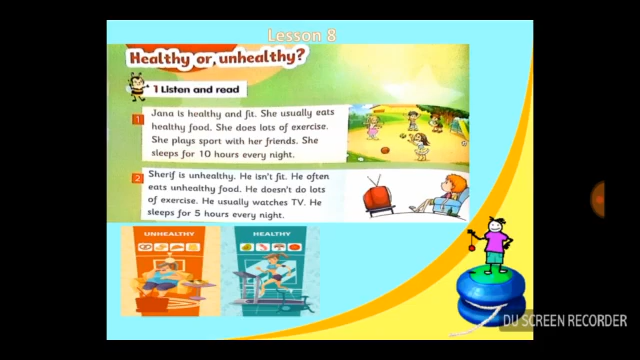 Lesson 8
Healthy or unhealthy?
1 Listen and read
1 Jana is healthy and fit. She usually eats
healthy food. She does lots of exercise.
She plays sport with her friends. She
sleeps for 10 hours every night.
2 Sherif is unhealthy. He isn't fit. He often
eats unhealthy food. He doesn't do lots
of exercise. He usually watches TV. He
sleeps for 5 hours every night.
UNHEALTHY
HEALTHY
DU SCREEN RECORDER